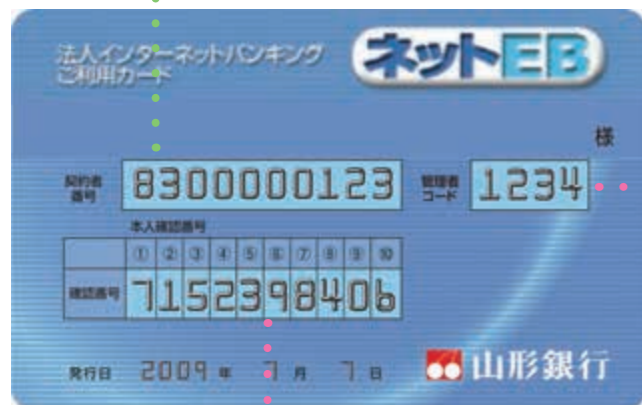 法人インターネットバンキング
ご利用カード
ネットEB
様
契約者番号 8300000123 管理者コード 1234
本人確認番号
① ② ③ ④ ⑤ ⑥ ⑦ ⑧ ⑨ ⑩
確認番号 7152398406
発行日 2009 年 7 月 7 日
山形銀行